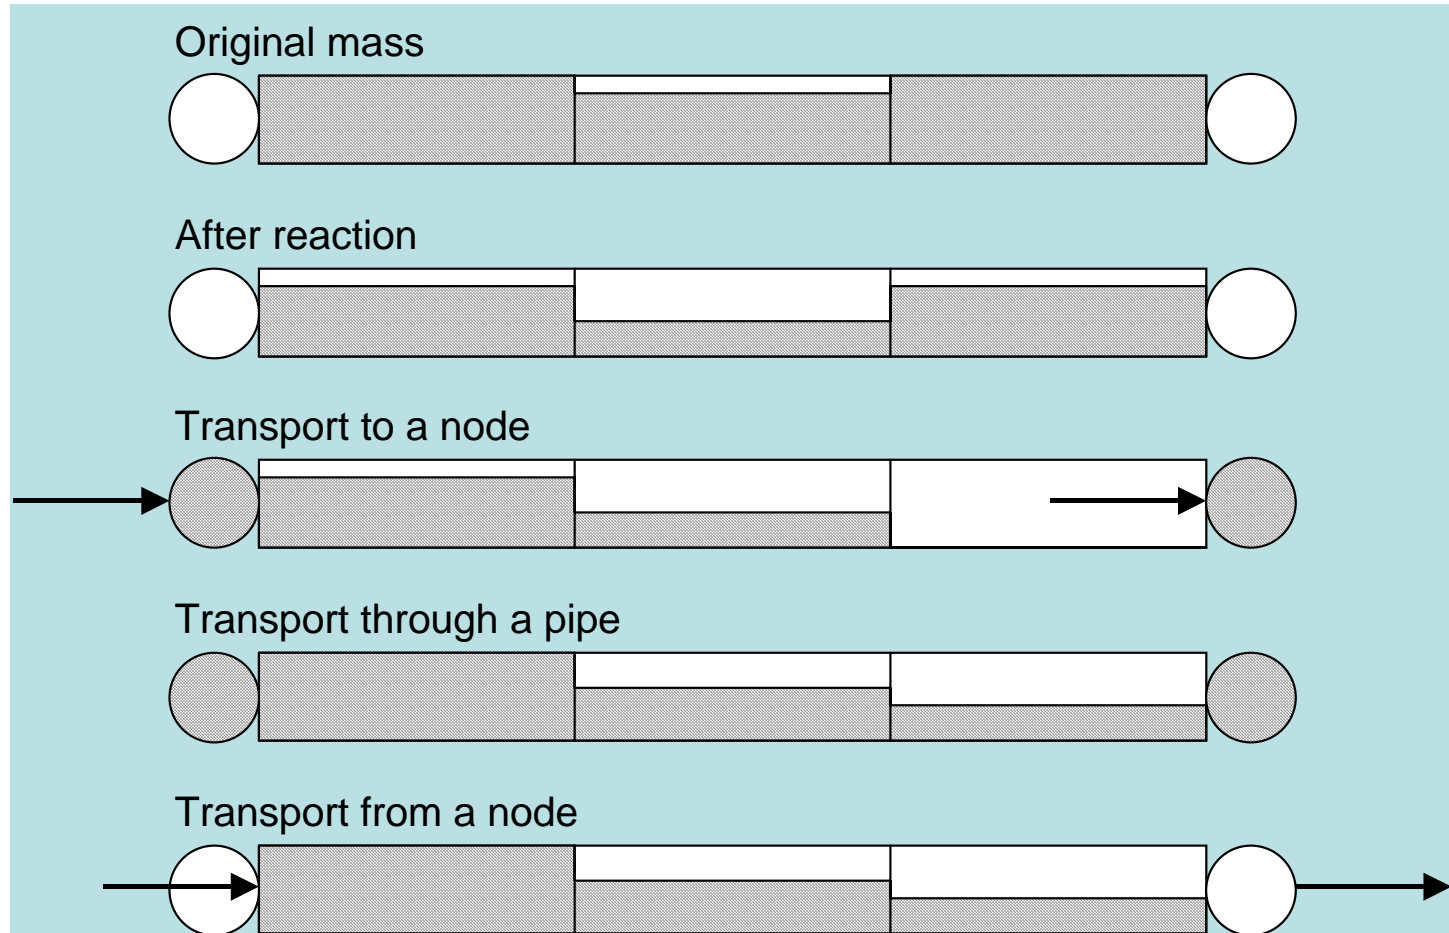 Original mass
After reaction
Transport to a node
Transport through a pipe
Transport from a node